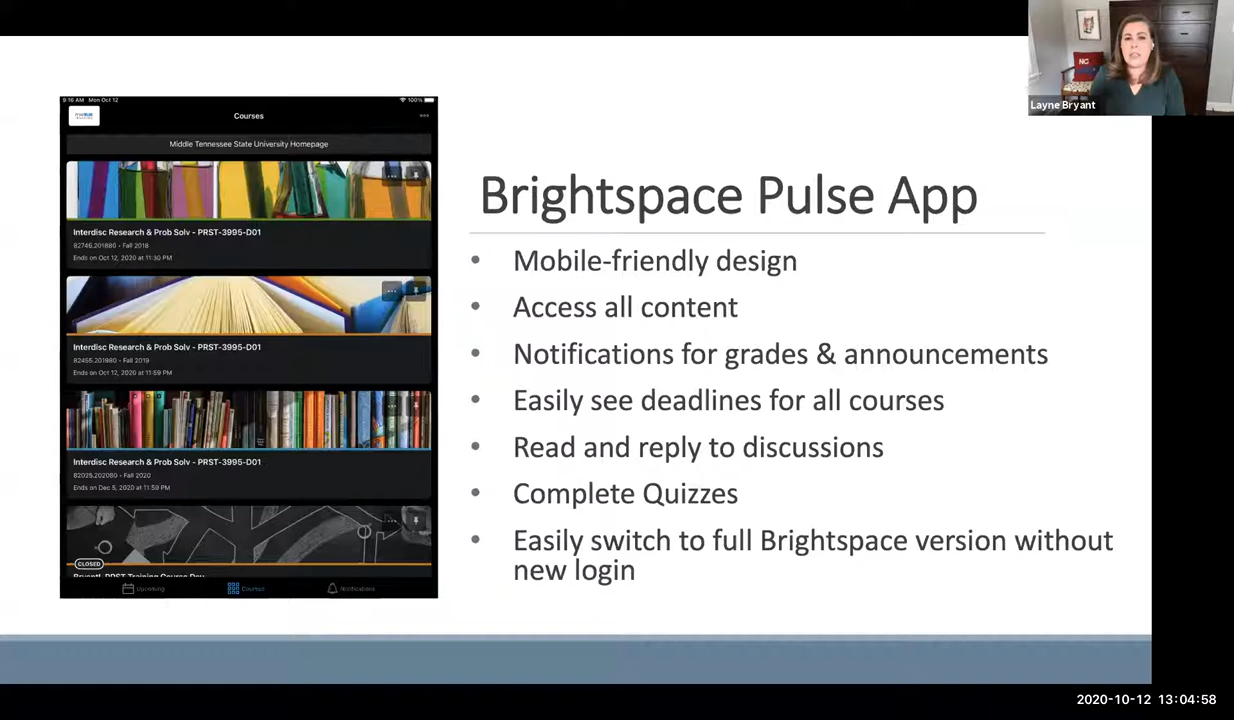 9:16 AM Mon Oct 12
100%
Courses
Middle Tennessee State University Homepage
Interdisc Research & Prob Solv - PRST-3995-D01
82746.201880 • Fall 2018
Ends on Oct 12, 2020 at 11:30 PM
Interdisc Research & Prob Solv - PRST-3995-D01
82455.201980 • Fall 2019
Ends on Oct 12, 2020 at 11:59 PM
Interdisc Research & Prob Solv - PRST-3995-D01
82025.202080 • Fall 2020
Ends on Dec 5, 2020 at 11:59 PM
CLOSED
Upcoming
Courses
Notifications
Brightspace Pulse App
• Mobile-friendly design
• Access all content
• Notifications for grades & announcements
• Easily see deadlines for all courses
• Read and reply to discussions
• Complete Quizzes
• Easily switch to full Brightspace version without
new login
Layne Bryant
2020-10-12 13:04:58